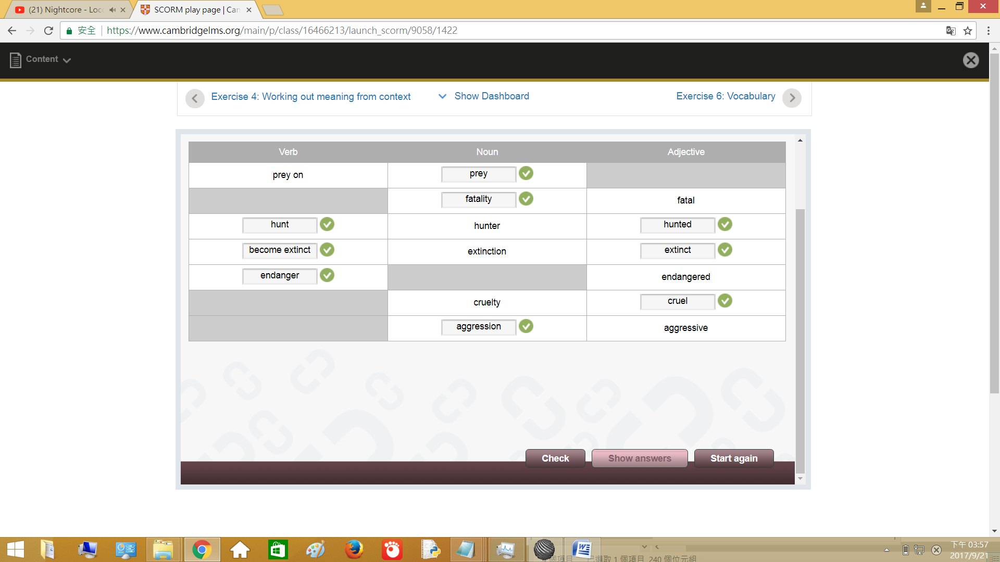 (21) Nightcore - Loc
SCORM play page | Can
安全 https://www.cambridgelms.org/main/p/class/16466213/launch_scorm/9058/1422
Content
Exercise 4: Working out meaning from context Show Dashboard Exercise 6: Vocabulary
Verb Noun Adjective
prey on prey
fatality fatal
hunt hunter hunted
become extinct extinction extinct
endanger endangered
cruelty cruel
aggression aggressive
Check Show answers Start again
下午 03:57
個項目 已選取 1 個項目 240 個位元組
2017/9/21